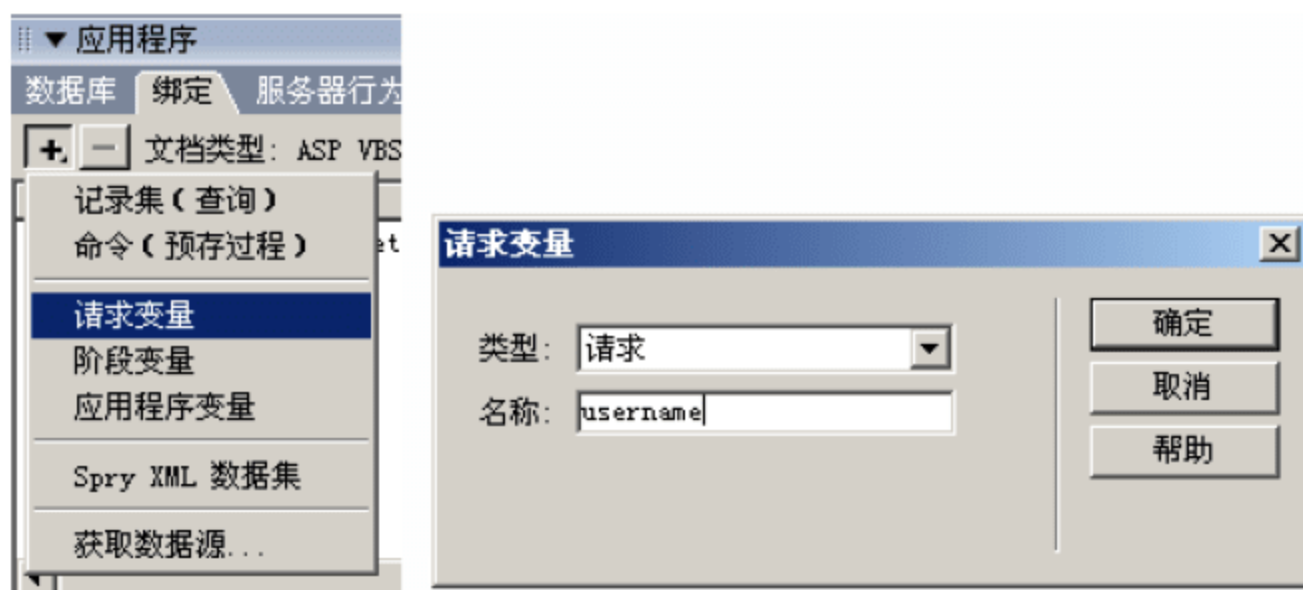 应用程序
数据库 绑定 服务器行为
文档类型: ASP VBS
记录集(查询)
命令(预存过程)
et
请求变量
阶段变量
应用程序变量
Spry XML 数据集
获取数据源...
请求变量
类型: 请求
名称: username
确定
取消
帮助